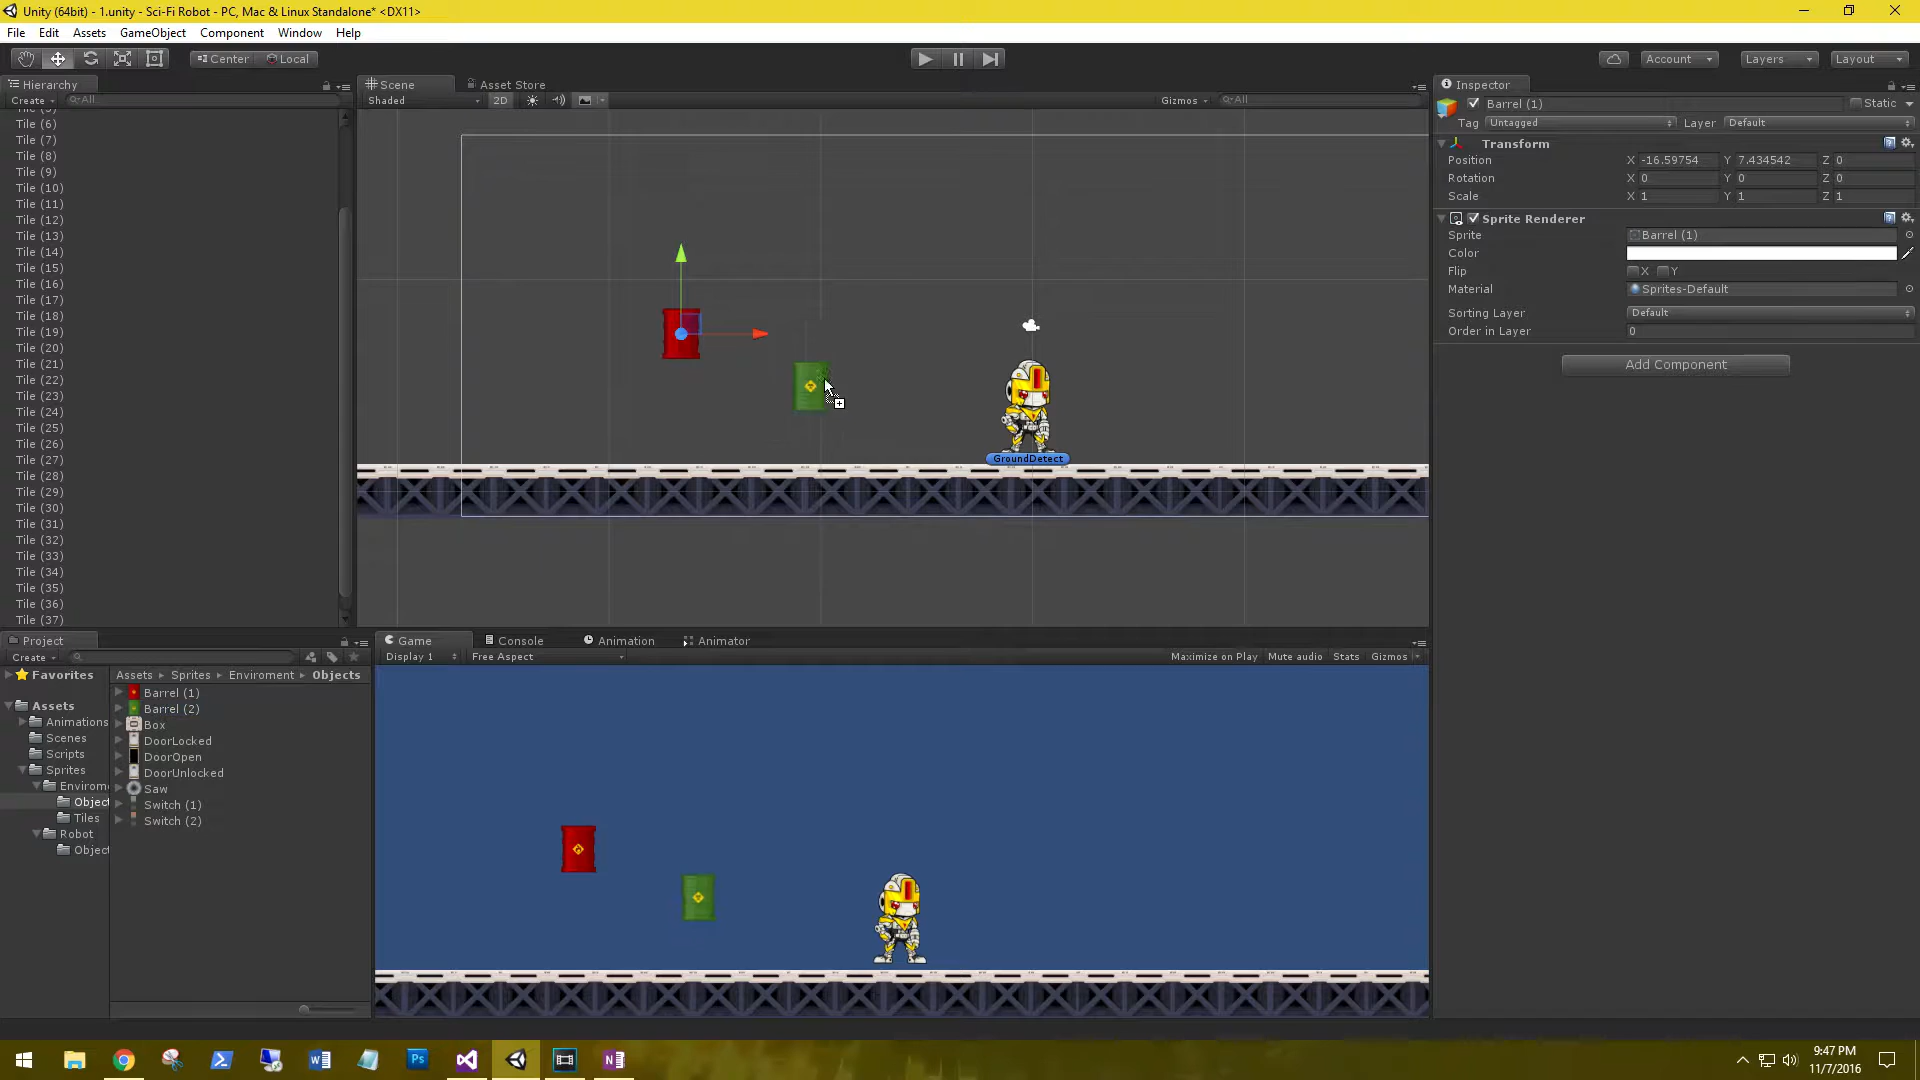 Unity (64bit) - 1.unity - Sci-Fi Robot - PC, Mac & Linux Standalone* <DX11>
File Edit Assets GameObject Component Window Help
Center Local Account Layers Layout
Hierarchy
Create All
Tile (6)
Tile (7)
Tile (8)
Tile (9)
Tile (10)
Tile (11)
Tile (12)
Tile (13)
Tile (14)
Tile (15)
Tile (16)
Tile (17)
Tile (18)
Tile (19)
Tile (20)
Tile (21)
Tile (22)
Tile (23)
Tile (24)
Tile (25)
Tile (26)
Tile (27)
Tile (28)
Tile (29)
Tile (30)
Tile (31)
Tile (32)
Tile (33)
Tile (34)
Tile (35)
Tile (36)
Tile (37)
Scene Asset Store
Shaded 2D Gizmos All
GroundDetect
Inspector
Barrel (1) Static
Tag Untagged Layer Default
Transform
Position X -16.59754 Y 7.434542 Z 0
Rotation X 0 Y 0 Z 0
Scale X 1 Y 1 Z 1
Sprite Renderer
Sprite Barrel (1)
Color
Flip X Y
Material Sprites-Default
Sorting Layer Default
Order in Layer 0
Add Component
Project
Create
Favorites
Assets
Animations
Scenes
Scripts
Sprites
Envirom
Object
Tiles
Robot
Object
Assets Sprites Enviroment Objects
Barrel (1)
Barrel (2)
Box
DoorLocked
DoorOpen
DoorUnlocked
Saw
Switch (1)
Switch (2)
Game Console Animation Animator
Display 1 Free Aspect Maximize on Play Mute audio Stats Gizmos
9:47 PM
11/7/2016